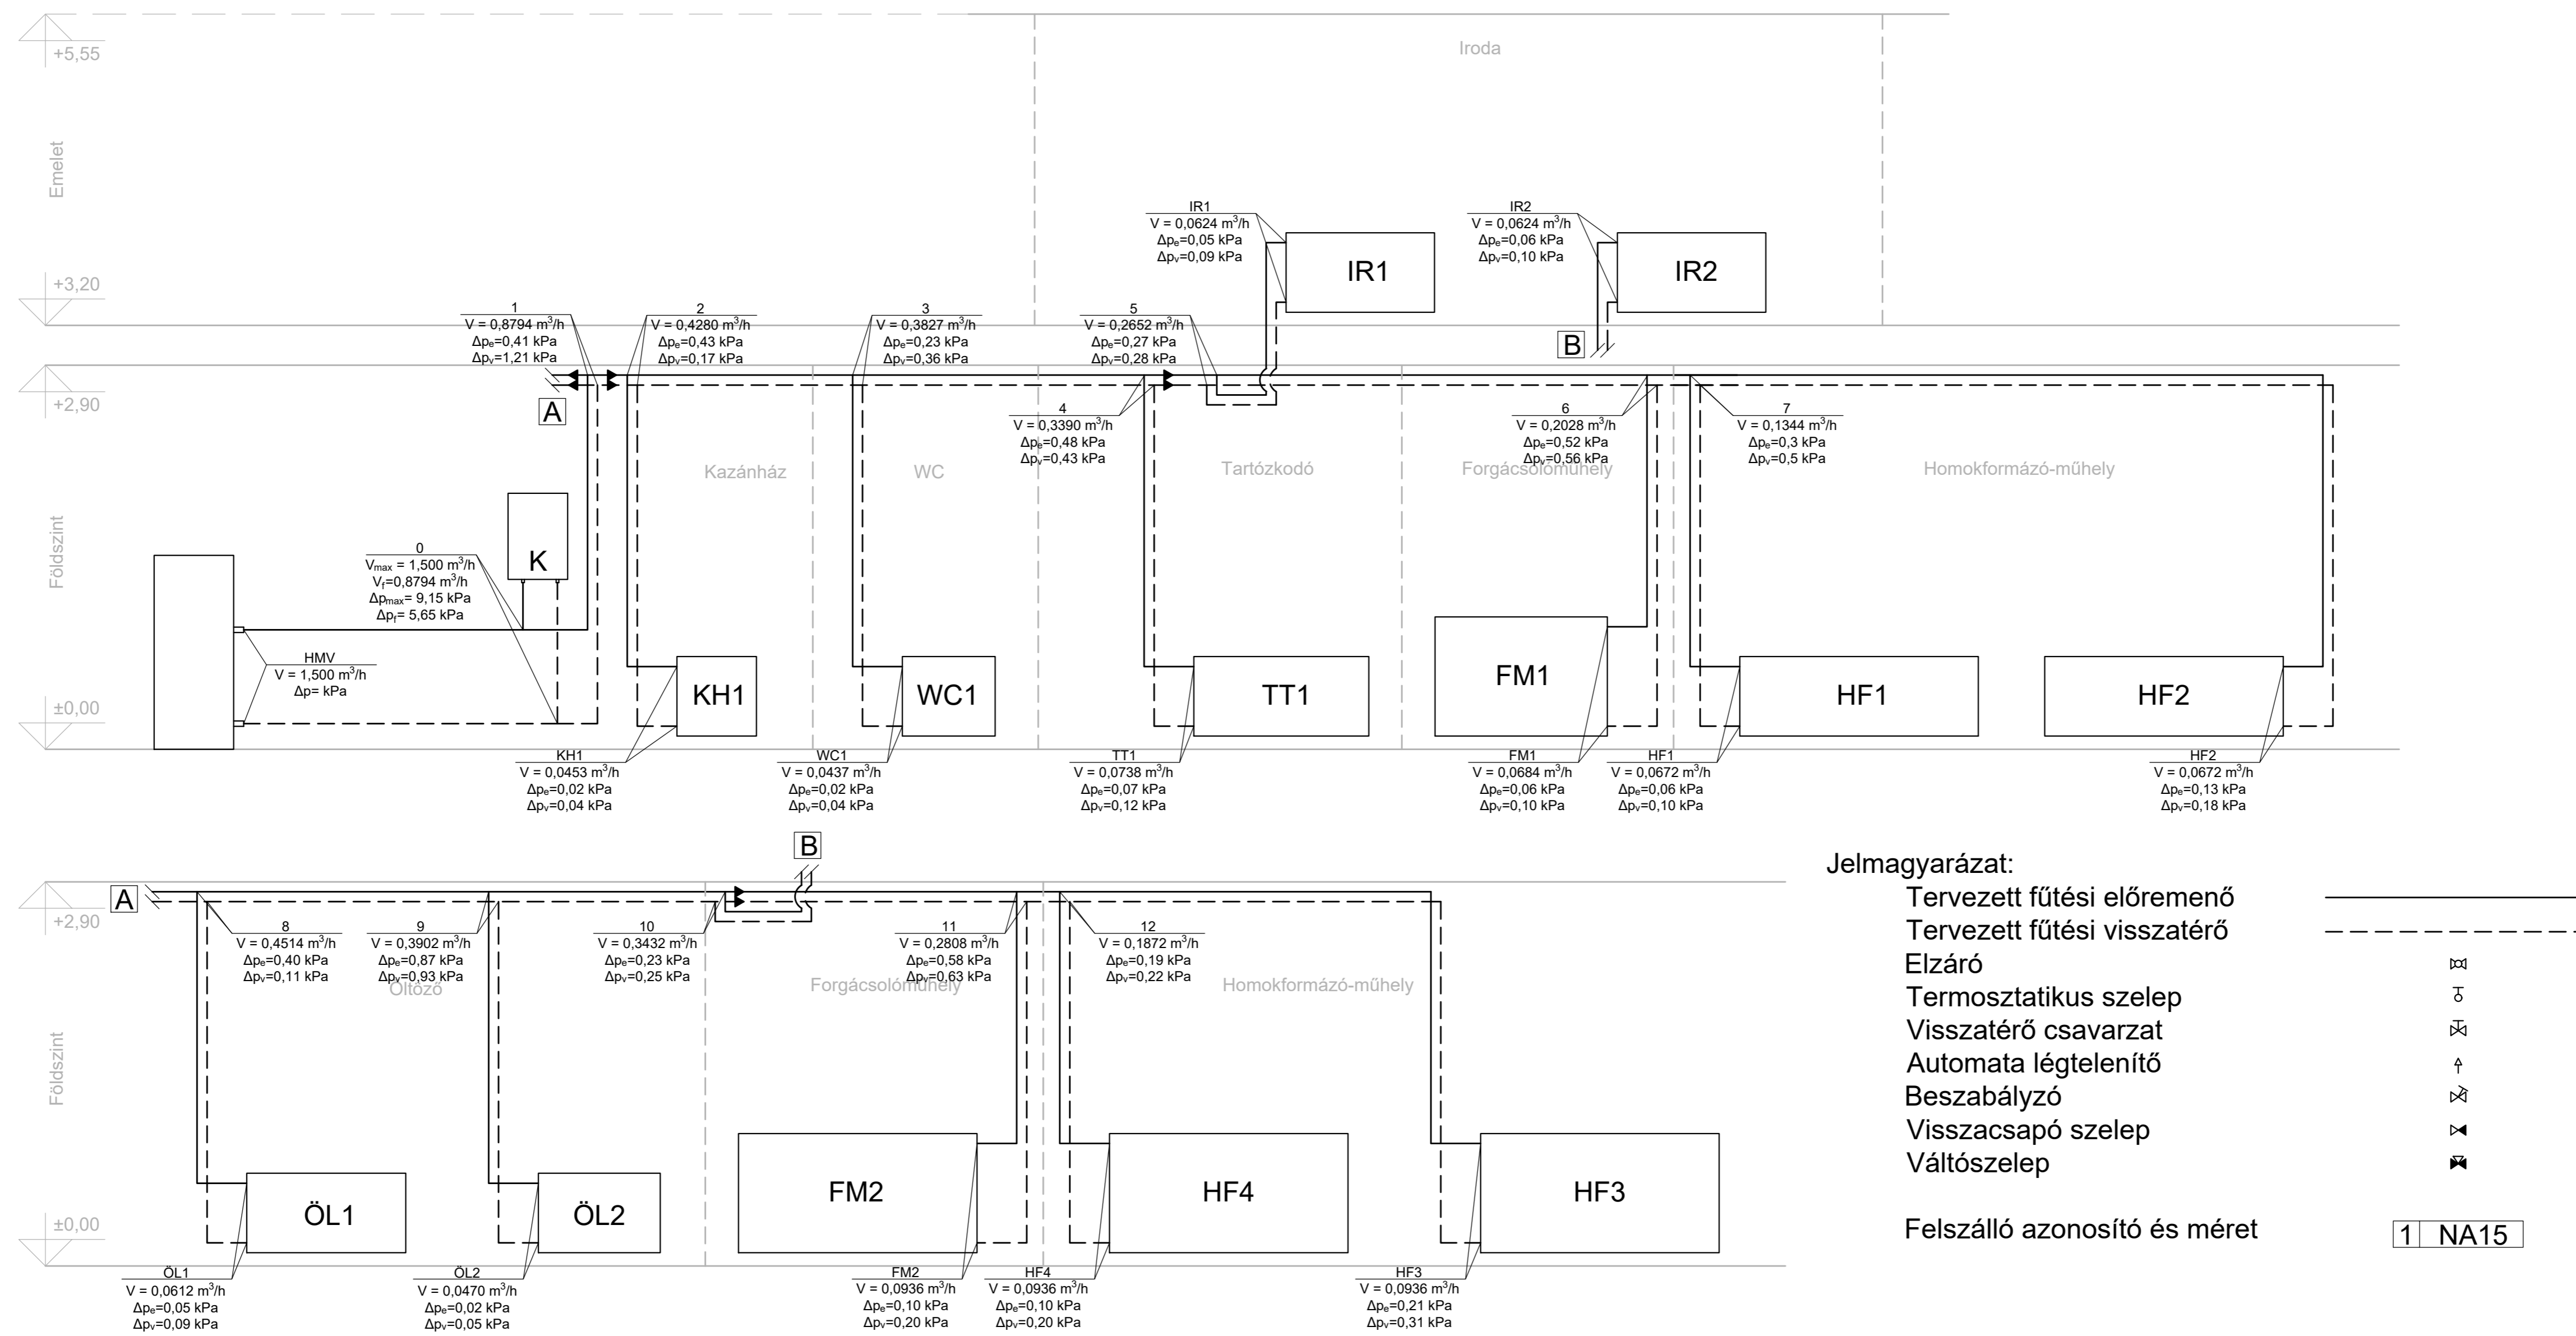 +5,55
Iroda
Emelet
+3,20
IR1
V = 0,0624 m³/h
Δpₑ=0,05 kPa
Δpᵥ=0,09 kPa
IR1
IR2
V = 0,0624 m³/h
Δpₑ=0,06 kPa
Δpᵥ=0,10 kPa
IR2
B
1
V = 0,8794 m³/h
Δpₑ=0,41 kPa
Δpᵥ=1,21 kPa
2
V = 0,4280 m³/h
Δpₑ=0,43 kPa
Δpᵥ=0,17 kPa
3
V = 0,3827 m³/h
Δpₑ=0,23 kPa
Δpᵥ=0,36 kPa
5
V = 0,2652 m³/h
Δpₑ=0,27 kPa
Δpᵥ=0,28 kPa
+2,90
A
4
V = 0,3390 m³/h
Δpₑ=0,48 kPa
Δpᵥ=0,43 kPa
6
V = 0,2028 m³/h
Δpₑ=0,52 kPa
Δpᵥ=0,56 kPa
7
V = 0,1344 m³/h
Δpₑ=0,3 kPa
Δpᵥ=0,5 kPa
Kazánház
WC
Tartózkodó
Forgácsolóműhely
Homokformázó-műhely
Földszint
K
0
Vmax = 1,500 m³/h
Vf=0,8794 m³/h
Δpmax= 9,15 kPa
Δpf= 5,65 kPa
HMV
V = 1,500 m³/h
Δp= kPa
±0,00
KH1
WC1
TT1
FM1
HF1
HF2
KH1
V = 0,0453 m³/h
Δpₑ=0,02 kPa
Δpᵥ=0,04 kPa
WC1
V = 0,0437 m³/h
Δpₑ=0,02 kPa
Δpᵥ=0,04 kPa
TT1
V = 0,0738 m³/h
Δpₑ=0,07 kPa
Δpᵥ=0,12 kPa
FM1
V = 0,0684 m³/h
Δpₑ=0,06 kPa
Δpᵥ=0,10 kPa
HF1
V = 0,0672 m³/h
Δpₑ=0,06 kPa
Δpᵥ=0,10 kPa
HF2
V = 0,0672 m³/h
Δpₑ=0,13 kPa
Δpᵥ=0,18 kPa
B
A
+2,90
8
V = 0,4514 m³/h
Δpₑ=0,40 kPa
Δpᵥ=0,11 kPa
9
V = 0,3902 m³/h
Δpₑ=0,87 kPa
Δpᵥ=0,93 kPa
10
V = 0,3432 m³/h
Δpₑ=0,23 kPa
Δpᵥ=0,25 kPa
11
V = 0,2808 m³/h
Δpₑ=0,58 kPa
Δpᵥ=0,63 kPa
12
V = 0,1872 m³/h
Δpₑ=0,19 kPa
Δpᵥ=0,22 kPa
Öltöző
Forgácsolóműhely
Homokformázó-műhely
Földszint
±0,00
ÖL1
ÖL2
FM2
HF4
HF3
ÖL1
V = 0,0612 m³/h
Δpₑ=0,05 kPa
Δpᵥ=0,09 kPa
ÖL2
V = 0,0470 m³/h
Δpₑ=0,02 kPa
Δpᵥ=0,05 kPa
FM2
V = 0,0936 m³/h
Δpₑ=0,10 kPa
Δpᵥ=0,20 kPa
HF4
V = 0,0936 m³/h
Δpₑ=0,10 kPa
Δpᵥ=0,20 kPa
HF3
V = 0,0936 m³/h
Δpₑ=0,21 kPa
Δpᵥ=0,31 kPa
Jelmagyarázat:
Tervezett fűtési előremenő
Tervezett fűtési visszatérő
Elzáró
Termosztatikus szelep
Visszatérő csavarzat
Automata légtelenítő
Beszabályzó
Visszacsapó szelep
Váltószelep
Felszálló azonosító és méret
1 NA15